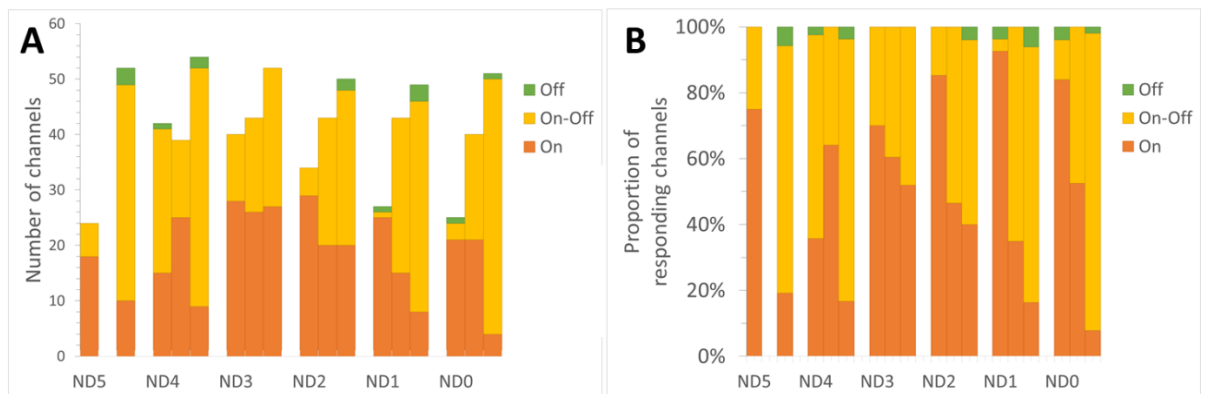 A
Number of channels
60
50
40
30
20
10
0
ND5 ND4 ND3 ND2 ND1 ND0
Off
On-Off
On
B
Proportion of
responding channels
100%
80%
60%
40%
20%
0%
ND5 ND4 ND3 ND2 ND1 ND0
Off
On-Off
On